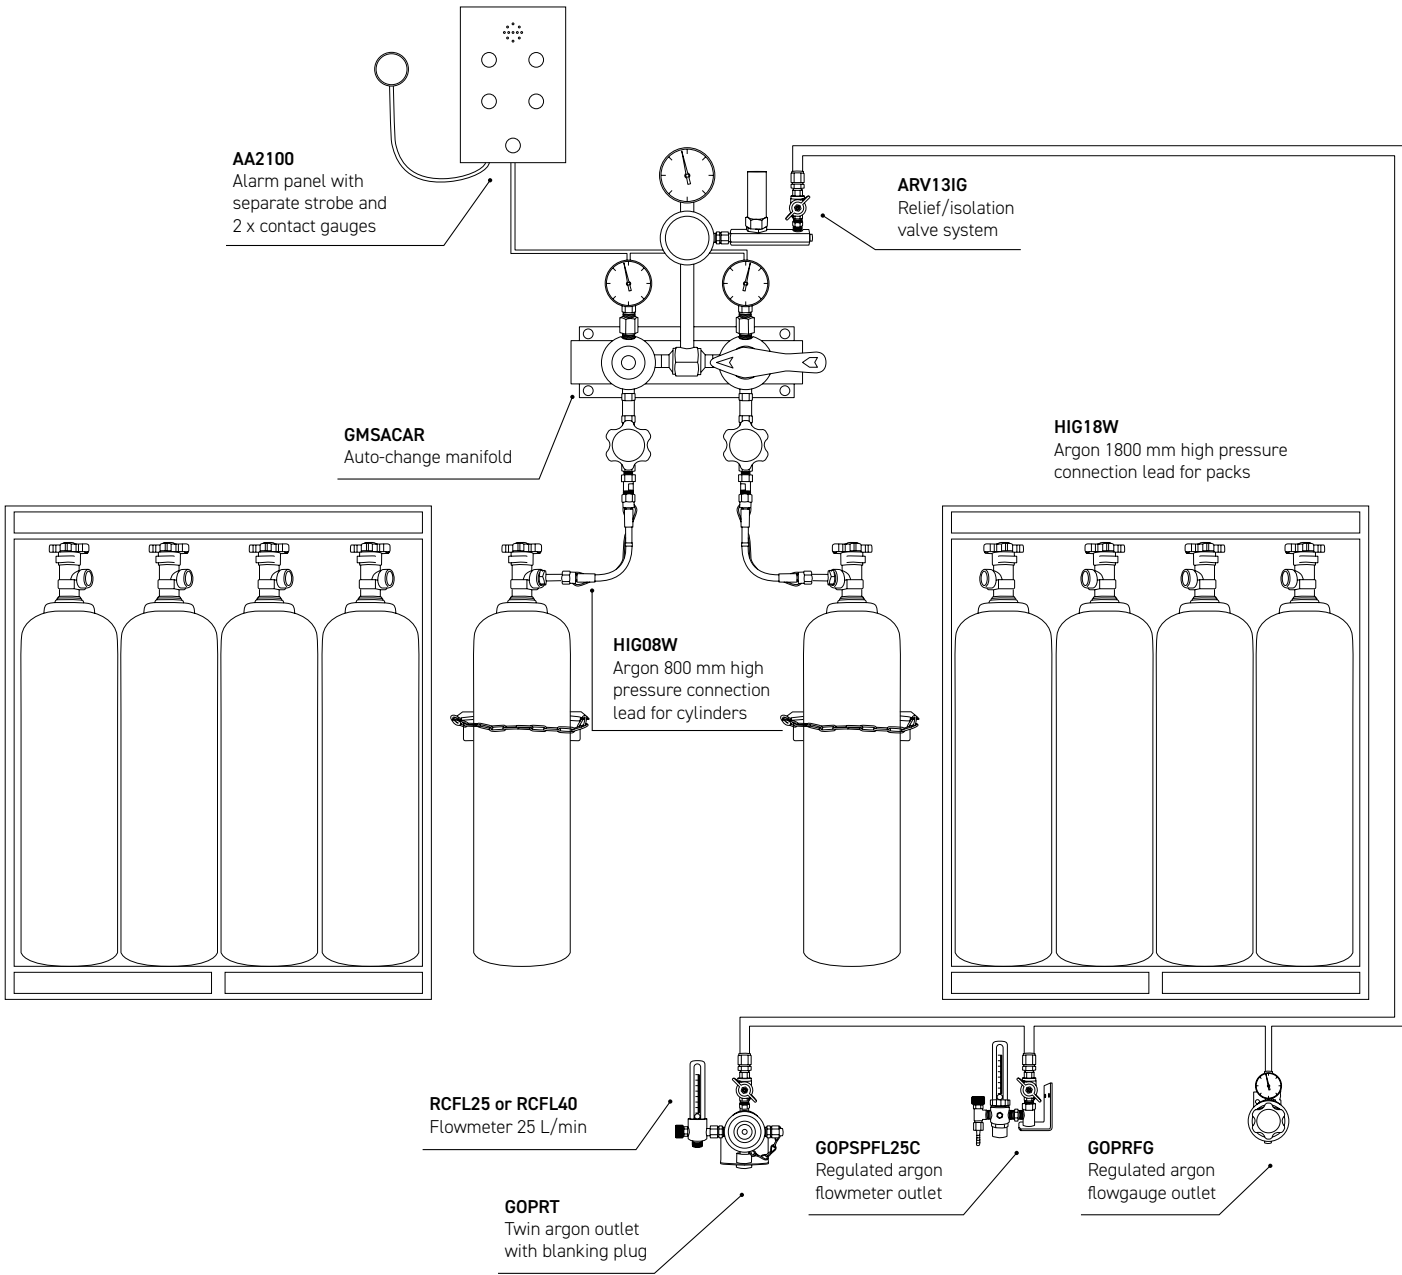 AA2100
Alarm panel with
separate strobe and
2 x contact gauges
ARV13IG
Relief/isolation
valve system
GMSACAR
Auto-change manifold
HIG18W
Argon 1800 mm high pressure
connection lead for packs
HIG08W
Argon 800 mm high
pressure connection
lead for cylinders
RCFL25 or RCFL40
Flowmeter 25 L/min
GOPRT
Twin argon outlet
with blanking plug
GOPSPFL25C
Regulated argon
flowmeter outlet
GOPRFG
Regulated argon
flowgauge outlet